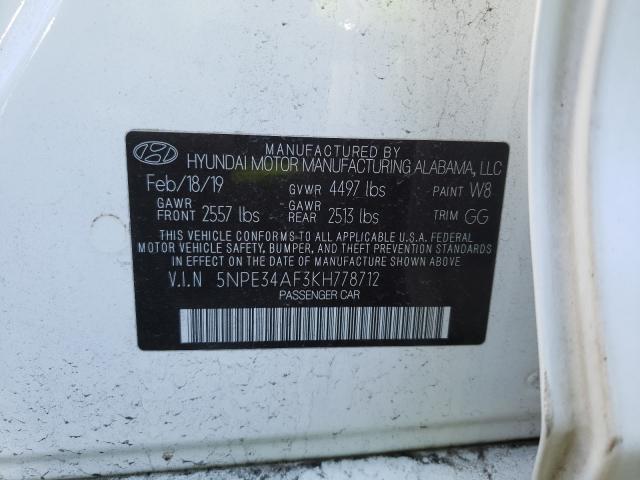 MANUFACTURED BY
HYUNDAI MOTOR MANUFACTURING ALABAMA, LLC
Feb/18/19 GVWR 4497 lbs PAINT W8
GAWR FRONT 2557 lbs GAWR REAR 2513 lbs TRIM GG
THIS VEHICLE CONFORMS TO ALL APPLICABLE U.S.A. FEDERAL
MOTOR VEHICLE SAFETY, BUMPER, AND THEFT PREVENTION STANDARDS
IN EFFECT ON THE DATE OF MANUFACTURE SHOWN ABOVE.
V.I.N 5NPE34AF3KH778712
PASSENGER CAR